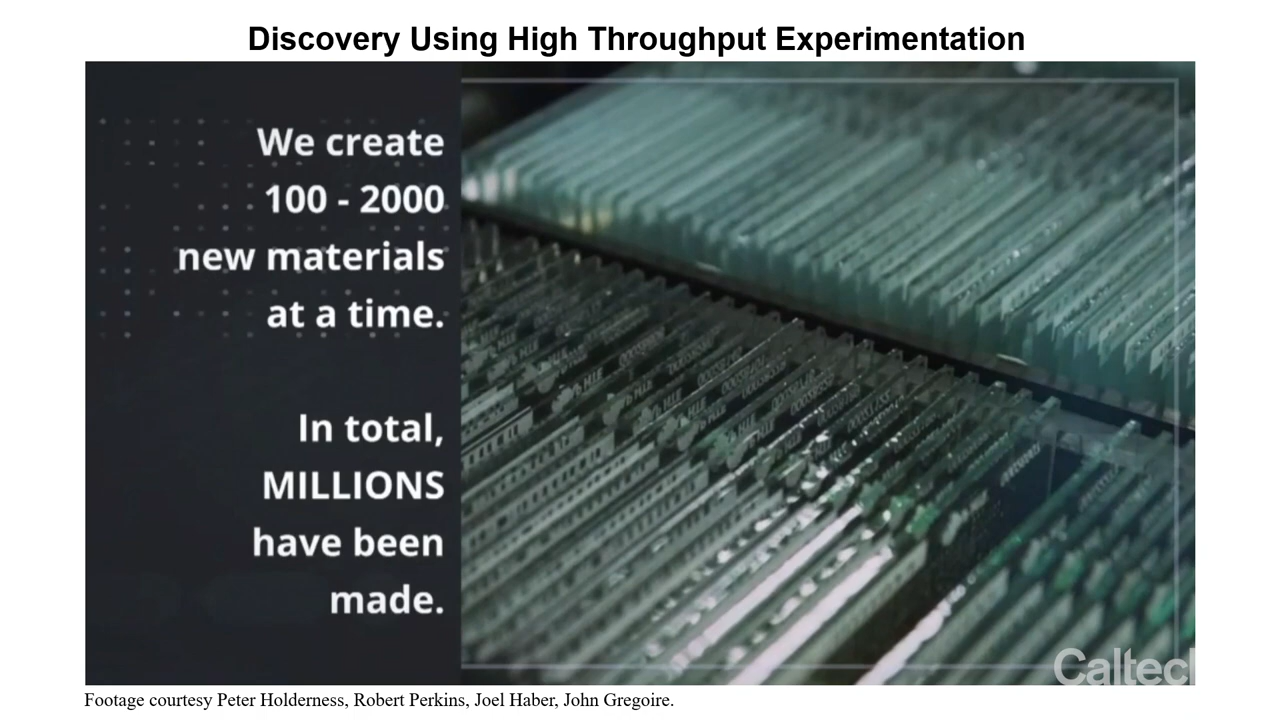 Discovery Using High Throughput Experimentation
We create
100 - 2000
new materials
at a time.
In total,
MILLIONS
have been
made.
Caltech
Footage courtesy Peter Holderness, Robert Perkins, Joel Haber, John Gregoire.